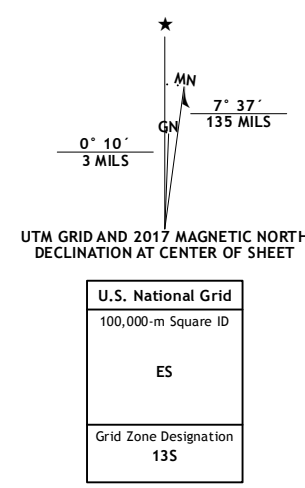 ★
MN
GN
7° 37´
135 MILS
0° 10´
3 MILS
UTM GRID AND 2017 MAGNETIC NORTH
DECLINATION AT CENTER OF SHEET
U.S. National Grid
100,000-m Square ID
ES
Grid Zone Designation
13S